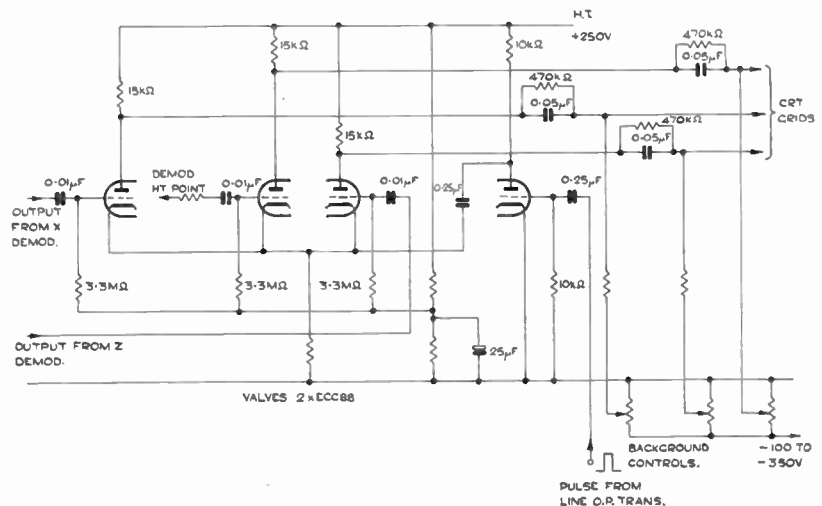 H.T.
+250V
15kΩ
15kΩ
10kΩ
15kΩ
470kΩ
0.05µF
470kΩ
0.05µF
470kΩ
0.05µF
CRT
GRIDS
0.01µF
DEMOD
HT POINT
0.01µF
0.01µF
0.25µF
0.25µF
OUTPUT
FROM X
DEMOD.
3.3MΩ
3.3MΩ
3.3MΩ
10kΩ
OUTPUT FROM Z
DEMOD.
25µF
VALVES 2 x ECC88
BACKGROUND
CONTROLS.
-100 TO
-350V
PULSE FROM
LINE O.P. TRANS.